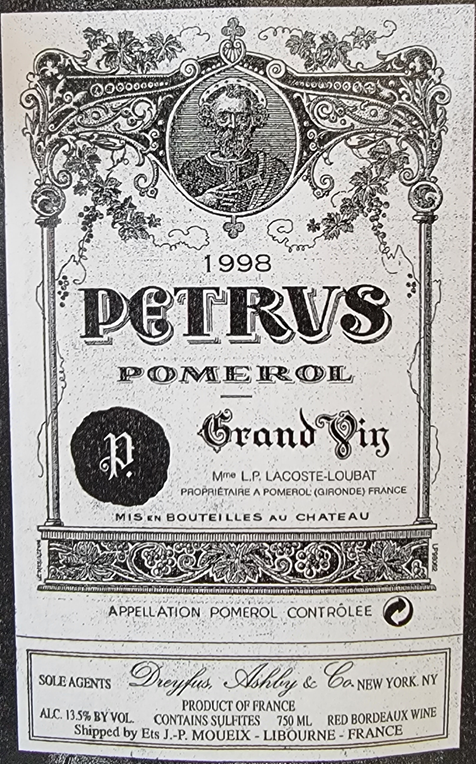 1998
PETRVS
POMEROL
Grand Vin
P.
Mme L.P. LACOSTE-LOUBAT
PROPRIÉTAIRE A POMEROL (GIRONDE) FRANCE
MIS EN BOUTEILLES AU CHATEAU
APPELLATION POMEROL CONTRÔLÉE
SOLE AGENTS Dreyfus, Ashby & Co. NEW YORK. NY
PRODUCT OF FRANCE
ALC. 13.5% BY VOL. CONTAINS SULFITES 750 ML RED BORDEAUX WINE
Shipped by Ets J.-P. MOUEIX - LIBOURNE - FRANCE